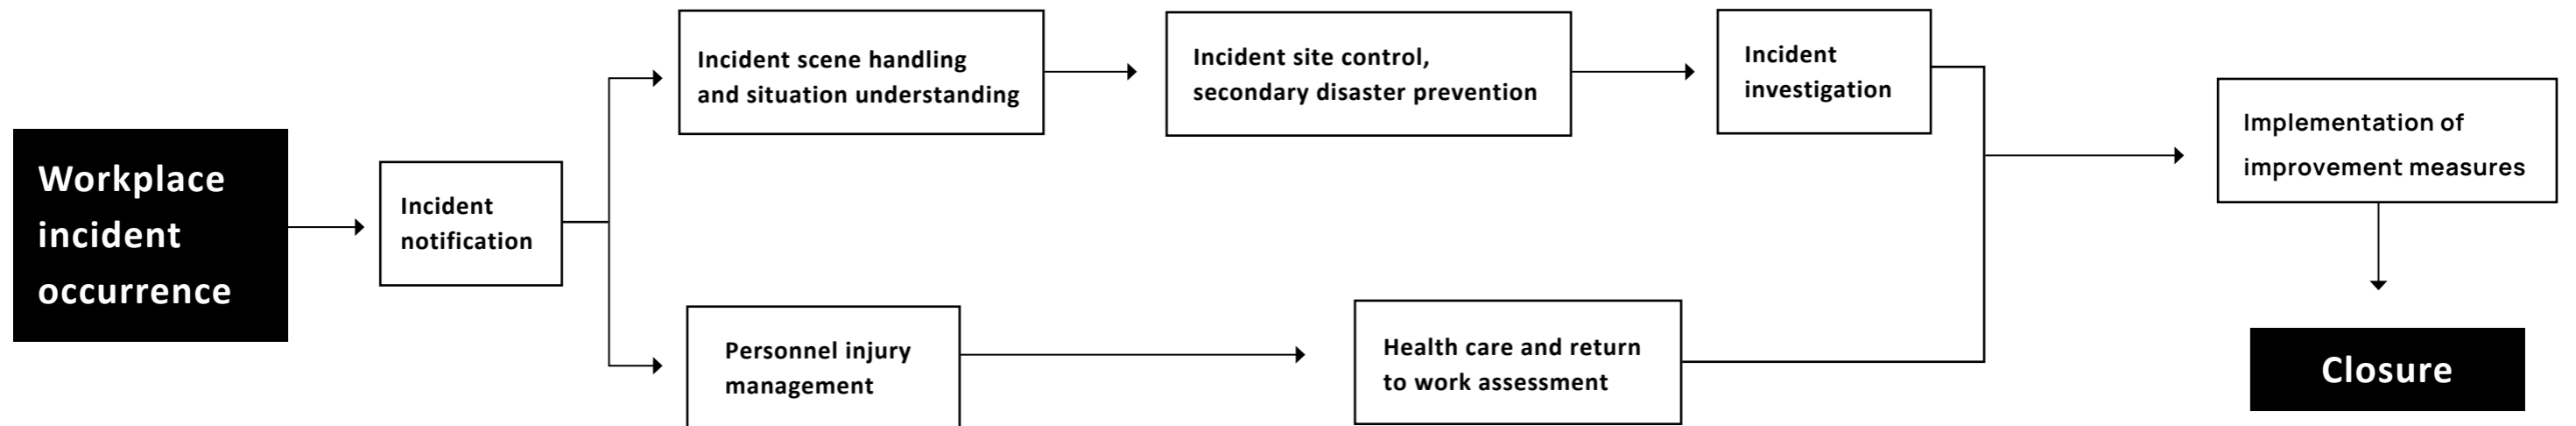 Workplace
incident
occurrence
Incident
notification
Incident scene handling
and situation understanding
Incident site control,
secondary disaster prevention
Incident
investigation
Personnel injury
management
Health care and return
to work assessment
Implementation of
improvement measures
Closure